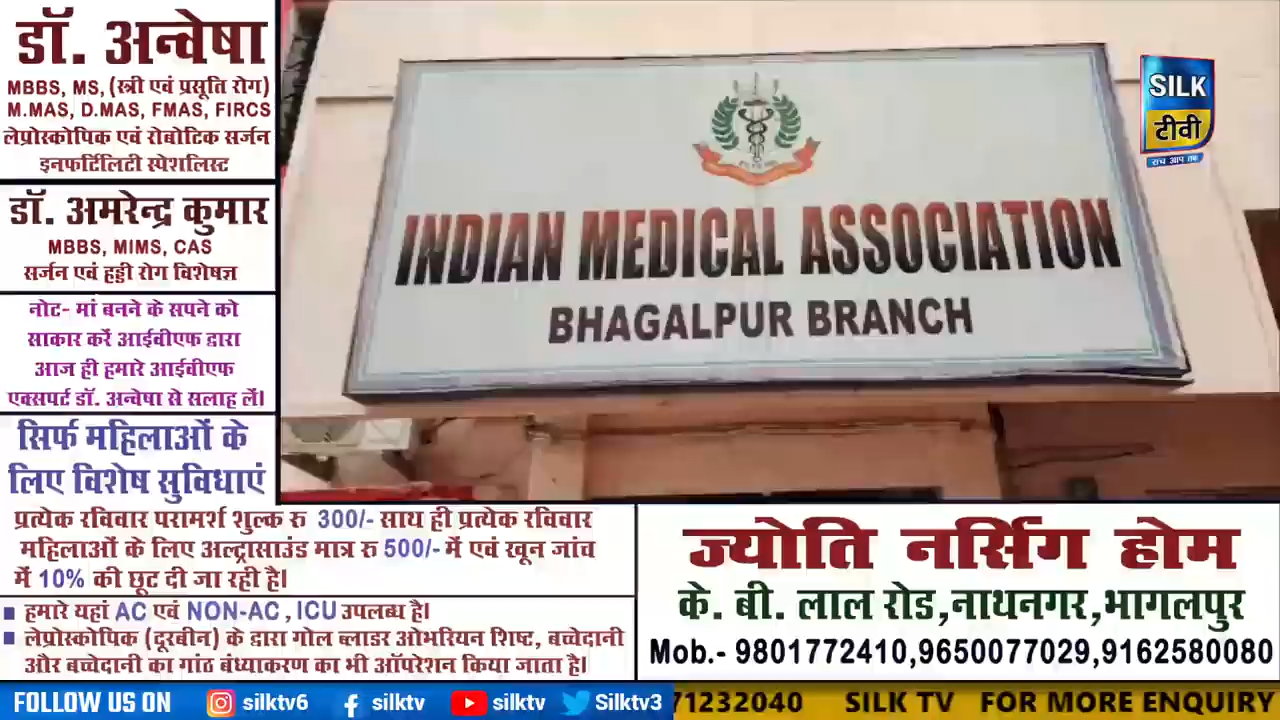 डॉ. अन्वेषा
MBBS, MS, (स्त्री एवं प्रसूति रोग)
M.MAS, D.MAS, FMAS, FIRCS
लेप्रोस्कोपिक एवं रोबोटिक सर्जन
इनफर्टिलिटी स्पेशलिस्ट
डॉ. अमरेन्द्र कुमार
MBBS, MIMS, CAS
सर्जन एवं हड्डी रोग विशेषज्ञ
नोट- मां बनने के सपने को
साकार करें आईवीएफ द्वारा
आज ही हमारे आईवीएफ
एक्सपर्ट डॉ. अन्वेषा से सलाह लें।
सिर्फ महिलाओं के
लिए विशेष सुविधाएं
INDIAN MEDICAL ASSOCIATION
BHAGALPUR BRANCH
SILK
टीवी
सच आप तक
प्रत्येक रविवार परामर्श शुल्क रु 300/- साथ ही प्रत्येक रविवार
महिलाओं के लिए अल्ट्रासाउंड मात्र रु 500/- में एवं खून जांच
में 10% की छूट दी जा रही है।
हमारे यहां AC एवं NON-AC , ICU उपलब्ध है।
लेप्रोस्कोपिक (दूरबीन) के द्वारा गोल ब्लाडर ओभरियन शिष्ट, बच्चेदानी
और बच्चेदानी का गांठ बंध्याकरण का भी ऑपरेशन किया जाता है।
ज्योति नर्सिंग होम
के. बी. लाल रोड,नाथनगर,भागलपुर
Mob.- 9801772410,9650077029,9162580080
FOLLOW US ON silktv6 silktv silktv Silktv3 71232040 SILK TV FOR MORE ENQUIRY